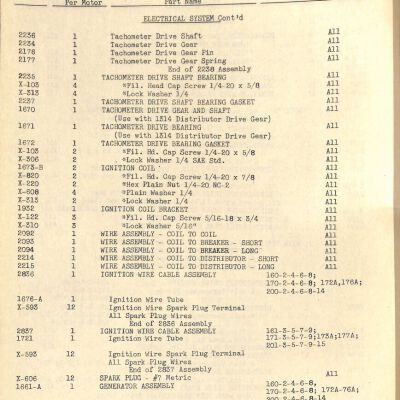 Per Motor Part Name
ELECTRICAL SYSTEM Cont'd
2236 1 Tachometer Drive Shaft All
2234 1 Tachometer Drive Gear All
2178 1 Tachometer Drive Gear Pin All
2177 1 Tachometer Drive Gear Spring All
End of 2238 Assembly
2235 1 TACHOMETER DRIVE SHAFT BEARING All
X-103 4 *Fil. Head Cap Screw 1/4-20 x 5/8 All
X-313 4 *Lock Washer 1/4 All
2237 1 TACHOMETER DRIVE SHAFT BEARING GASKET All
1670 1 TACHOMETER DRIVE GEAR AND SHAFT All
(Use with 1314 Distributor Drive Gear)
1671 1 TACHOMETER DRIVE BEARING All
(Use with 1314 Distributor Drive Gear)
1672 1 TACHOMETER DRIVE BEARING GASKET All
X-103 2 *Fil. Hd. Cap Screw 1/4-20 x 5/8 All
X-306 2 *Lock Washer 1/4 SAE Std. All
1673-B 2 IGNITION COIL All
X-820 2 *Fil. Hd. Cap Screw 1/4-20 x 7/8 All
X-220 2 *Hex Plain Nut 1/4-20 NC-2 All
X-608 4 *Plain Washer 1/4 All
X-313 2 *Lock Washer 1/4 All
1932 1 IGNITION COIL BRACKET All
X-122 3 *Fil. Hd. Cap Screw 5/16-18 x 3/4 All
X-310 3 *Lock Washer 5/16" All
2092 1 WIRE ASSEMBLY - COIL TO COIL All
2093 1 WIRE ASSEMBLY - COIL TO BREAKER - SHORT All
2094 1 WIRE ASSEMBLY - COIL TO BREAKER - LONG All
2214 1 WIRE ASSEMBLY - COIL TO DISTRIBUTOR - SHORT All
2215 1 WIRE ASSEMBLY - COIL TO DISTRIBUTOR - LONG All
2836 1 IGNITION WIRE CABLE ASSEMBLY 160-2-4-6-8;
170-2-4-6-8; 172A,176A;
200-2-4-6-8-14
1676-A 1 Ignition Wire Tube
X-593 12 Ignition Wire Spark Plug Terminal
All Spark Plug Wires
End of 2836 Assembly
2837 1 IGNITION WIRE CABLE ASSEMBLY 161-3-5-7-9;
1721 1 Ignition Wire Tube 171-3-5-7-9;173A;177A;
201-3-5-7-9-15
X-593 12 Ignition Wire Spark Plug Terminal
All Spark Plug Wires
End of 2837 Assembly
X-606 12 SPARK PLUG - #7 Metric All
1661-A 1 GENERATOR ASSEMBLY 160-2-4-6-8,
170-2-4-6-8; 172A-76A;
200-2-4-6-8-14